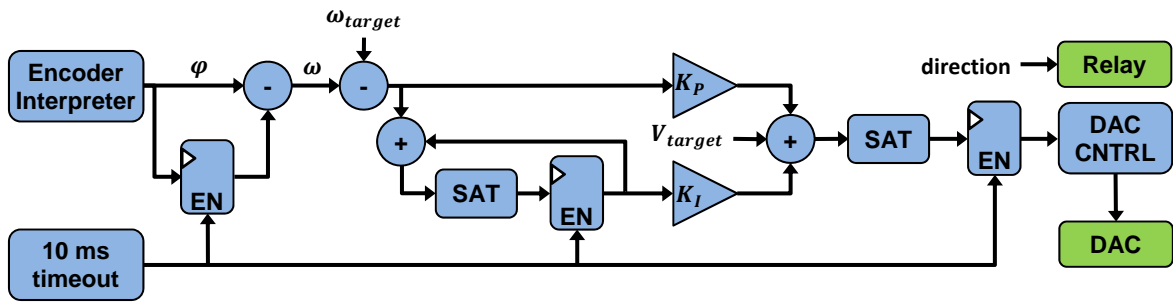 ω_target
Encoder
Interpreter
φ
-
ω
-
K_P
direction
Relay
+
V_target
+
SAT
DAC
CNTRL
EN
SAT
EN
K_I
EN
10 ms
timeout
DAC